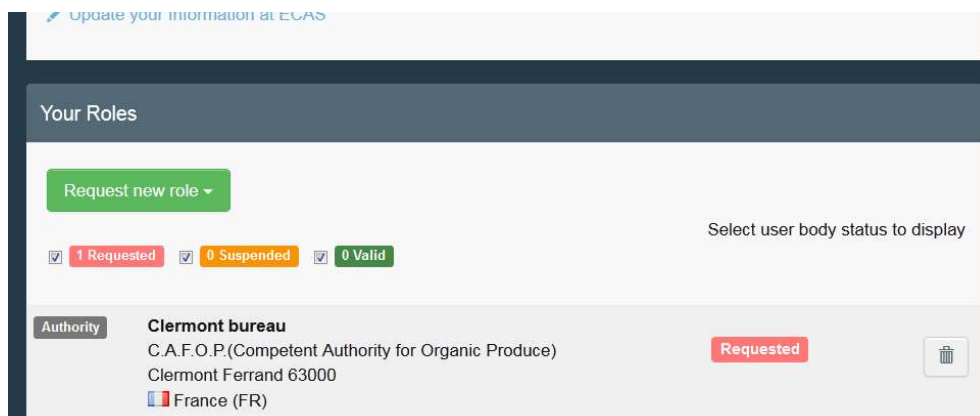 Update your information at ECAS
Your Roles
Request new role
Select user body status to display
1 Requested 0 Suspended 0 Valid
Authority Clermont bureau
C.A.F.O.P.(Competent Authority for Organic Produce) Requested
Clermont Ferrand 63000
France (FR)